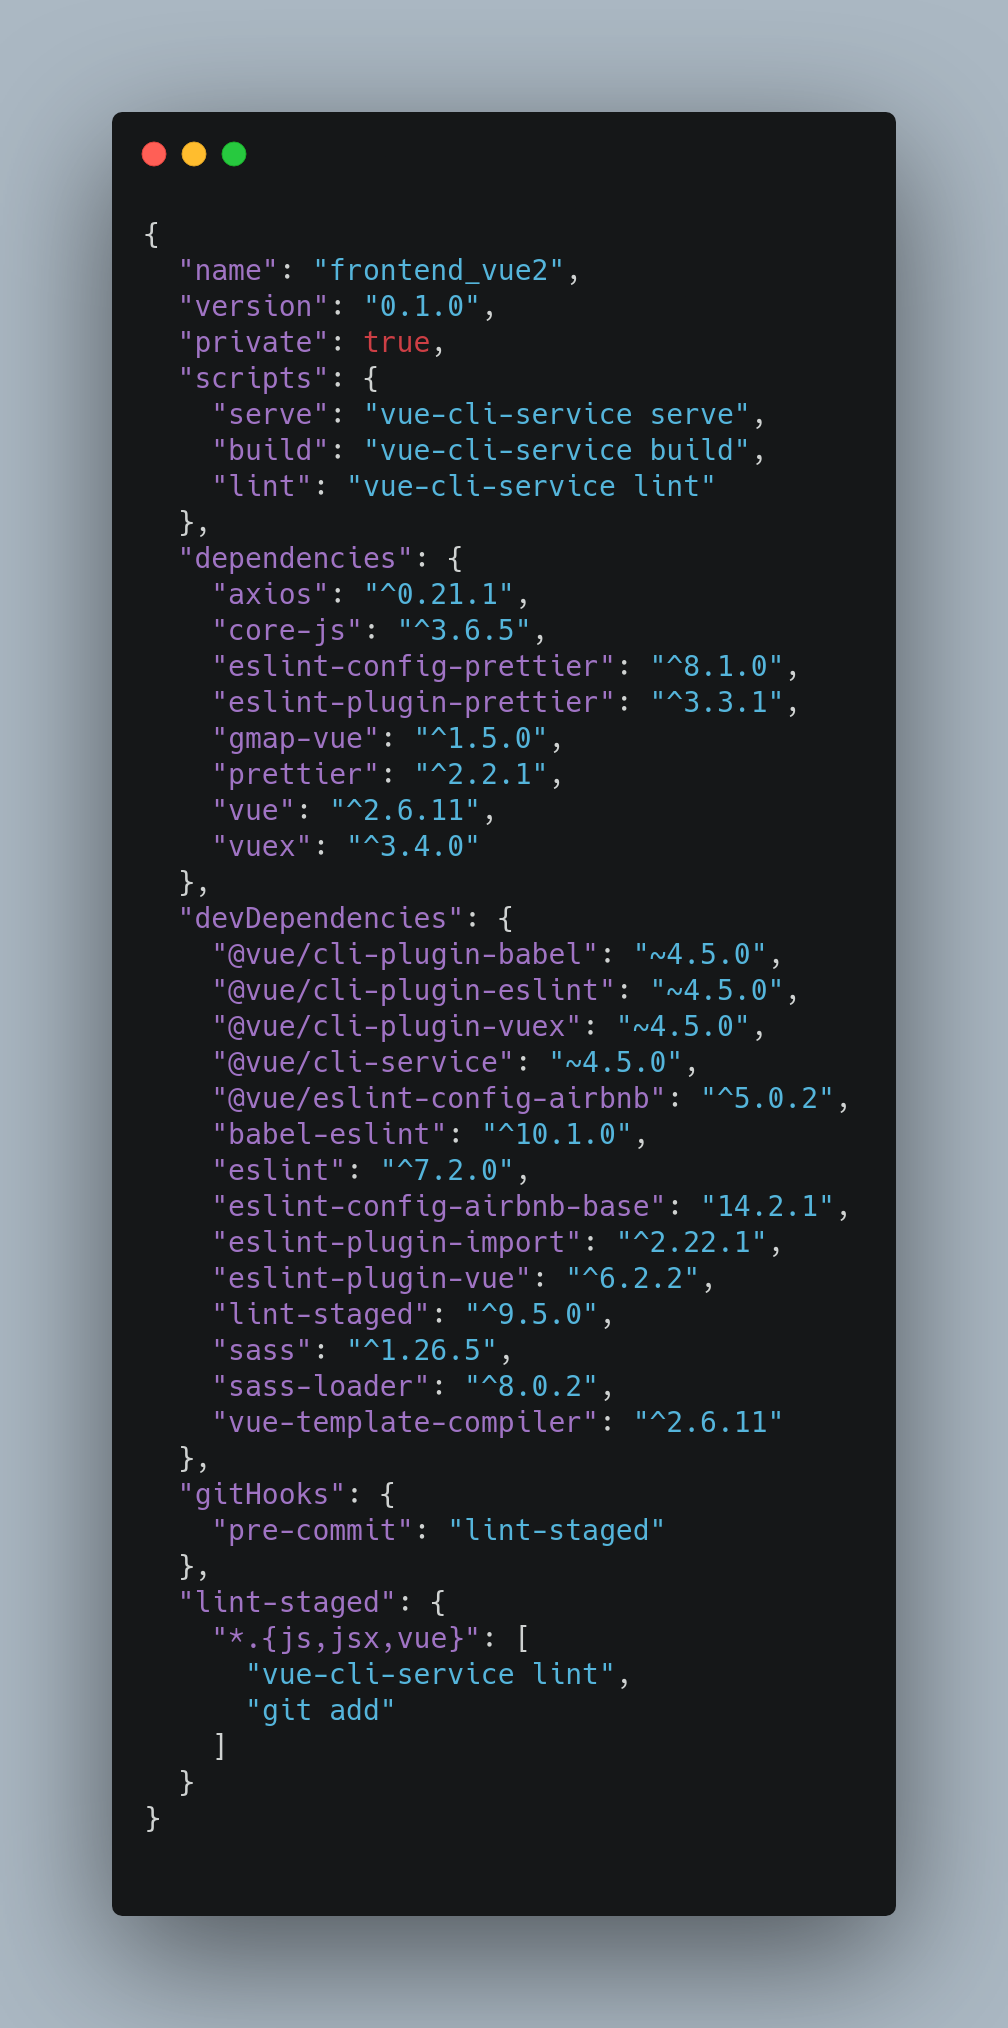 {
  "name": "frontend_vue2",
  "version": "0.1.0",
  "private": true,
  "scripts": {
    "serve": "vue-cli-service serve",
    "build": "vue-cli-service build",
    "lint": "vue-cli-service lint"
  },
  "dependencies": {
    "axios": "^0.21.1",
    "core-js": "^3.6.5",
    "eslint-config-prettier": "^8.1.0",
    "eslint-plugin-prettier": "^3.3.1",
    "gmap-vue": "^1.5.0",
    "prettier": "^2.2.1",
    "vue": "^2.6.11",
    "vuex": "^3.4.0"
  },
  "devDependencies": {
    "@vue/cli-plugin-babel": "~4.5.0",
    "@vue/cli-plugin-eslint": "~4.5.0",
    "@vue/cli-plugin-vuex": "~4.5.0",
    "@vue/cli-service": "~4.5.0",
    "@vue/eslint-config-airbnb": "^5.0.2",
    "babel-eslint": "^10.1.0",
    "eslint": "^7.2.0",
    "eslint-config-airbnb-base": "14.2.1",
    "eslint-plugin-import": "^2.22.1",
    "eslint-plugin-vue": "^6.2.2",
    "lint-staged": "^9.5.0",
    "sass": "^1.26.5",
    "sass-loader": "^8.0.2",
    "vue-template-compiler": "^2.6.11"
  },
  "gitHooks": {
    "pre-commit": "lint-staged"
  },
  "lint-staged": {
    "*.{js,jsx,vue}": [
      "vue-cli-service lint",
      "git add"
    ]
  }
}